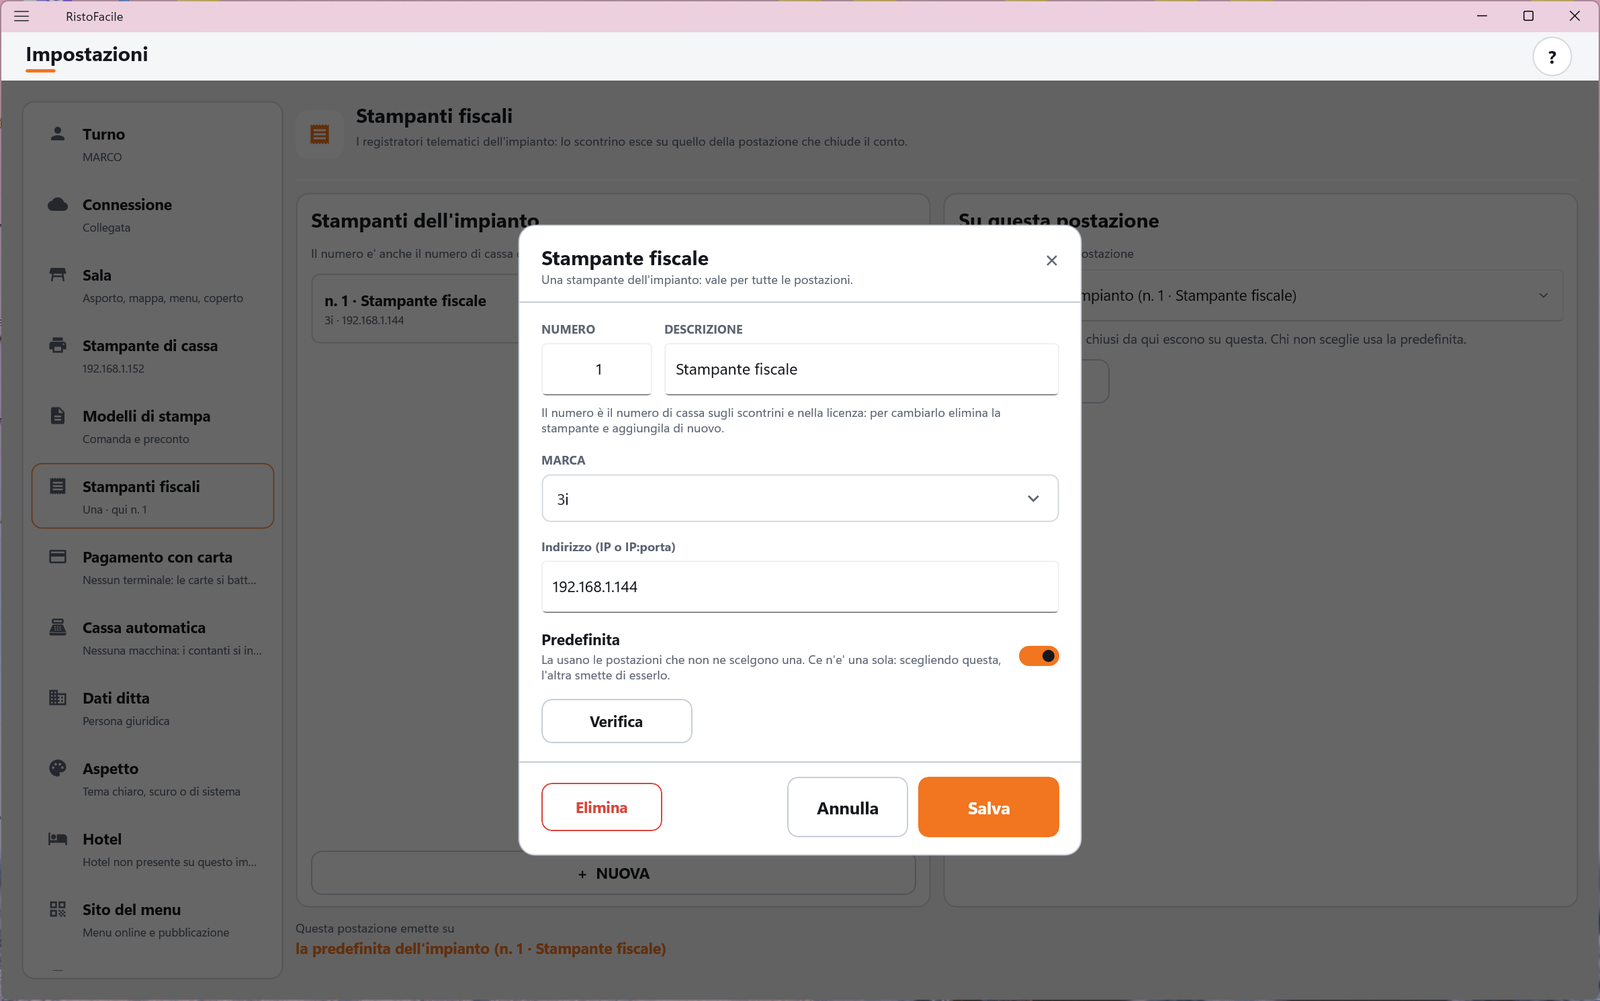 RistoFacile
Impostazioni
?
Turno
MARCO
Connessione
Collegata
Sala
Asporto, mappa, menu, coperto
Stampante di cassa
192.168.1.152
Modelli di stampa
Comanda e preconto
Stampanti fiscali
Una · qui n. 1
Pagamento con carta
Nessun terminale: le carte si batt...
Cassa automatica
Nessuna macchina: i contanti si in...
Dati ditta
Persona giuridica
Aspetto
Tema chiaro, scuro o di sistema
Hotel
Hotel non presente su questo im...
Sito del menu
Menu online e pubblicazione
Stampanti fiscali
I registratori telematici dell'impianto: lo scontrino esce su quello della postazione che chiude il conto.
Stampanti dell'impianto
Il numero e' anche il numero di cassa
n. 1 · Stampante fiscale
3i · 192.168.1.144
+ NUOVA
Su questa postazione
ostazione
mpianto (n. 1 · Stampante fiscale)
chiusi da qui escono su questa. Chi non sceglie usa la predefinita.
Questa postazione emette su
la predefinita dell'impianto (n. 1 · Stampante fiscale)
Stampante fiscale
Una stampante dell'impianto: vale per tutte le postazioni.
NUMERO
DESCRIZIONE
1
Stampante fiscale
Il numero è il numero di cassa sugli scontrini e nella licenza: per cambiarlo elimina la
stampante e aggiungila di nuovo.
MARCA
3i
Indirizzo (IP o IP:porta)
192.168.1.144
Predefinita
La usano le postazioni che non ne scelgono una. Ce n'e' una sola: scegliendo questa,
l'altra smette di esserlo.
Verifica
Elimina
Annulla
Salva